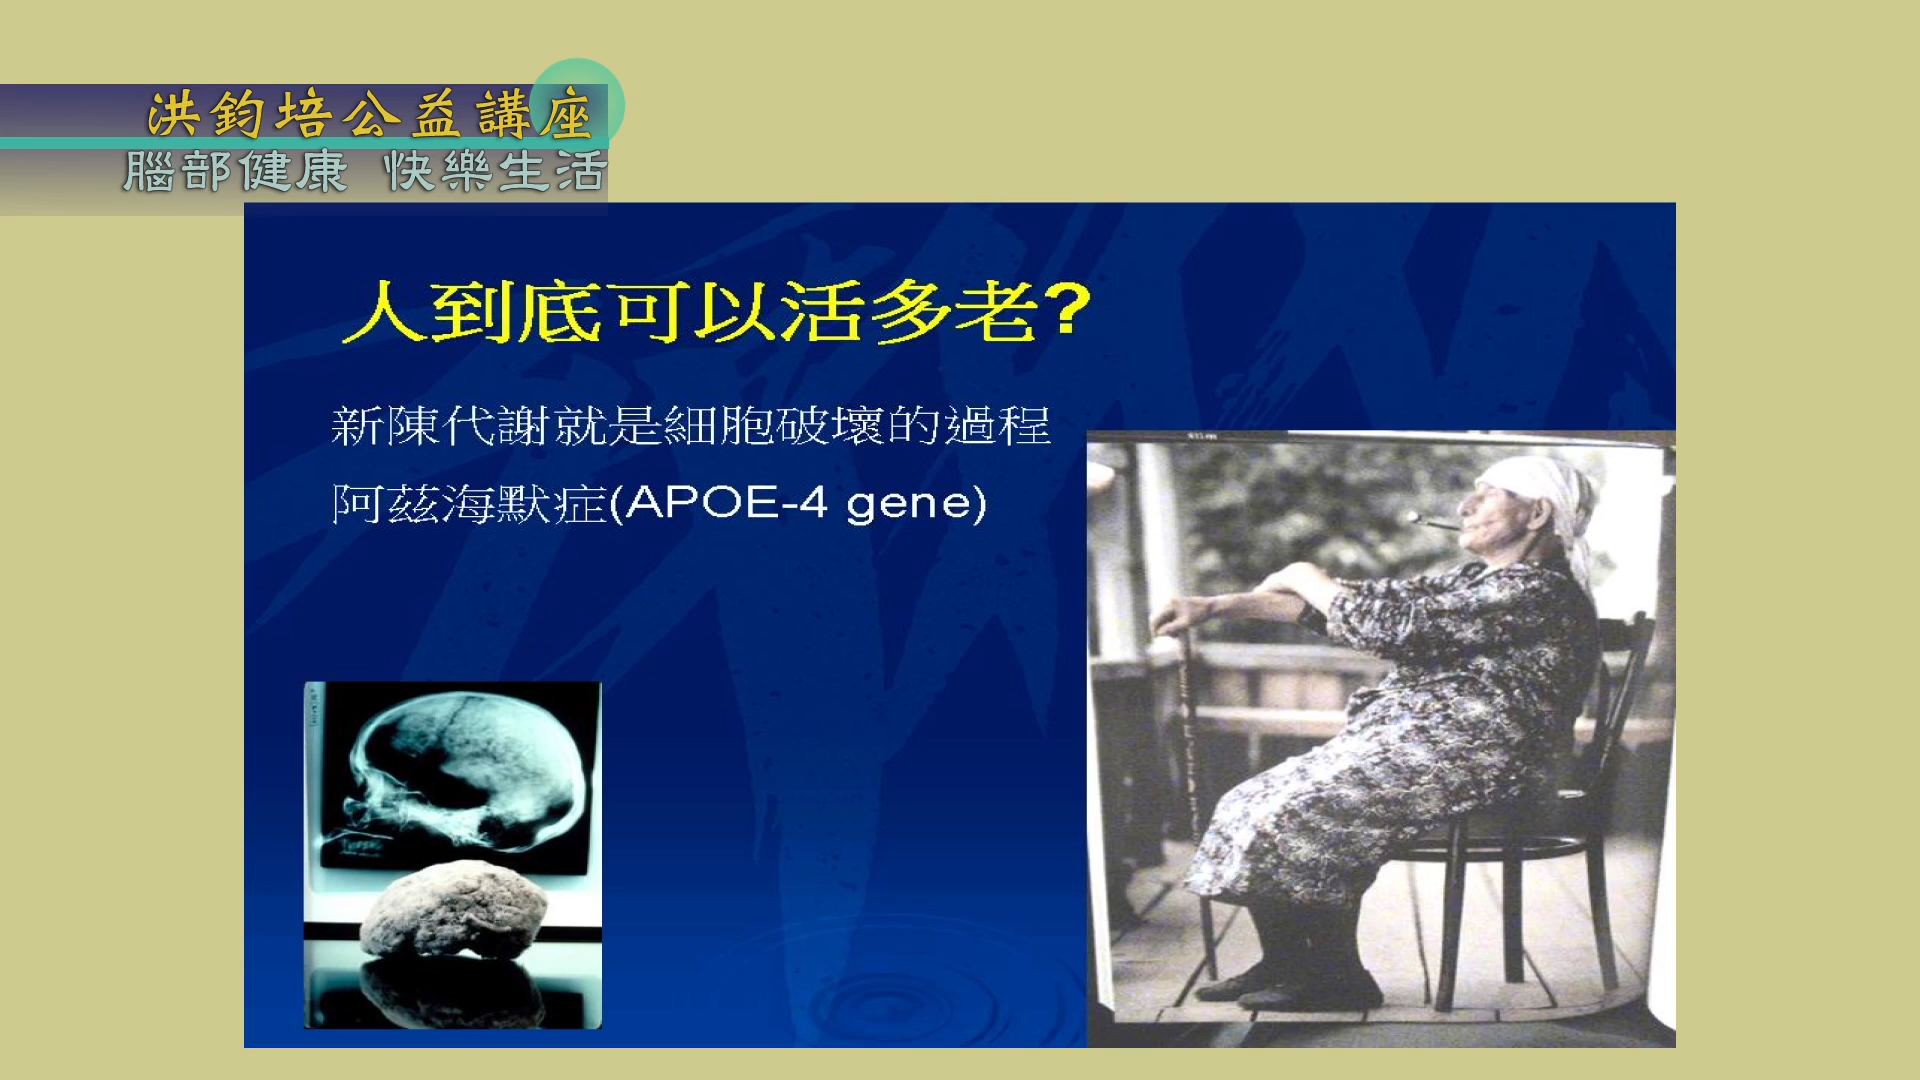 洪鈞培公益講座
腦部健康 快樂生活
人到底可以活多老?
新陳代謝就是細胞破壞的過程
阿茲海默症(APOE-4 gene)